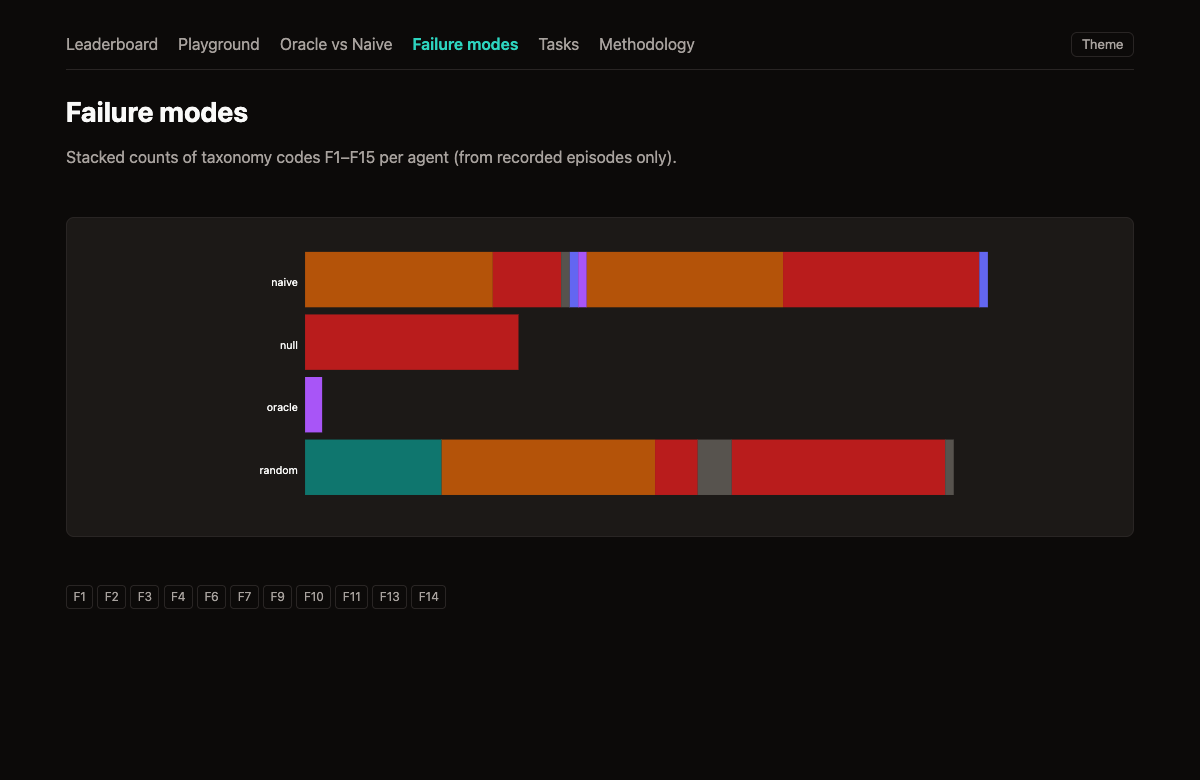 Leaderboard Playground Oracle vs Naive Failure modes Tasks Methodology Theme
Failure modes
Stacked counts of taxonomy codes F1–F15 per agent (from recorded episodes only).
naive
null
oracle
random
F1 F2 F3 F4 F6 F7 F9 F10 F11 F13 F14